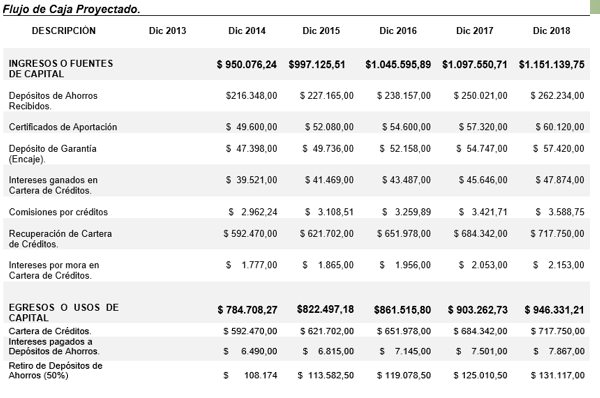 Flujo de Caja Proyectado.
DESCRIPCIÓN Dic 2013 Dic 2014 Dic 2015 Dic 2016 Dic 2017 Dic 2018
INGRESOS O FUENTES DE CAPITAL $ 950.076,24 $997.125,51 $1.045.595,89 $1.097.550,71 $1.151.139,75
Depósitos de Ahorros Recibidos. $216.348,00 $ 227.165,00 $ 238.157,00 $ 250.021,00 $ 262.234,00
Certificados de Aportación $ 49.600,00 $ 52.080,00 $ 54.600,00 $ 57.320,00 $ 60.120,00
Depósito de Garantía (Encaje). $ 47.398,00 $ 49.736,00 $ 52.158,00 $ 54.747,00 $ 57.420,00
Intereses ganados en Cartera de Créditos. $ 39.521,00 $ 41.469,00 $ 43.487,00 $ 45.646,00 $ 47.874,00
Comisiones por créditos $ 2.962,24 $ 3.108,51 $ 3.259,89 $ 3.421,71 $ 3.588,75
Recuperación de Cartera de Créditos. $ 592.470,00 $ 621.702,00 $ 651.978,00 $ 684.342,00 $ 717.750,00
Intereses por mora en Cartera de Créditos. $ 1.777,00 $ 1.865,00 $ 1.956,00 $ 2.053,00 $ 2.153,00
EGRESOS O USOS DE CAPITAL $ 784.708,27 $822.497,18 $861.515,80 $ 903.262,73 $ 946.331,21
Cartera de Créditos. $ 592.470,00 $ 621.702,00 $ 651.978,00 $ 684.342,00 $ 717.750,00
Intereses pagados a Depósitos de Ahorros. $ 6.490,00 $ 6.815,00 $ 7.145,00 $ 7.501,00 $ 7.867,00
Retiro de Depósitos de Ahorros (50%) $ 108.174 $ 113.582,50 $ 119.078,50 $ 125.010,50 $ 131.117,00